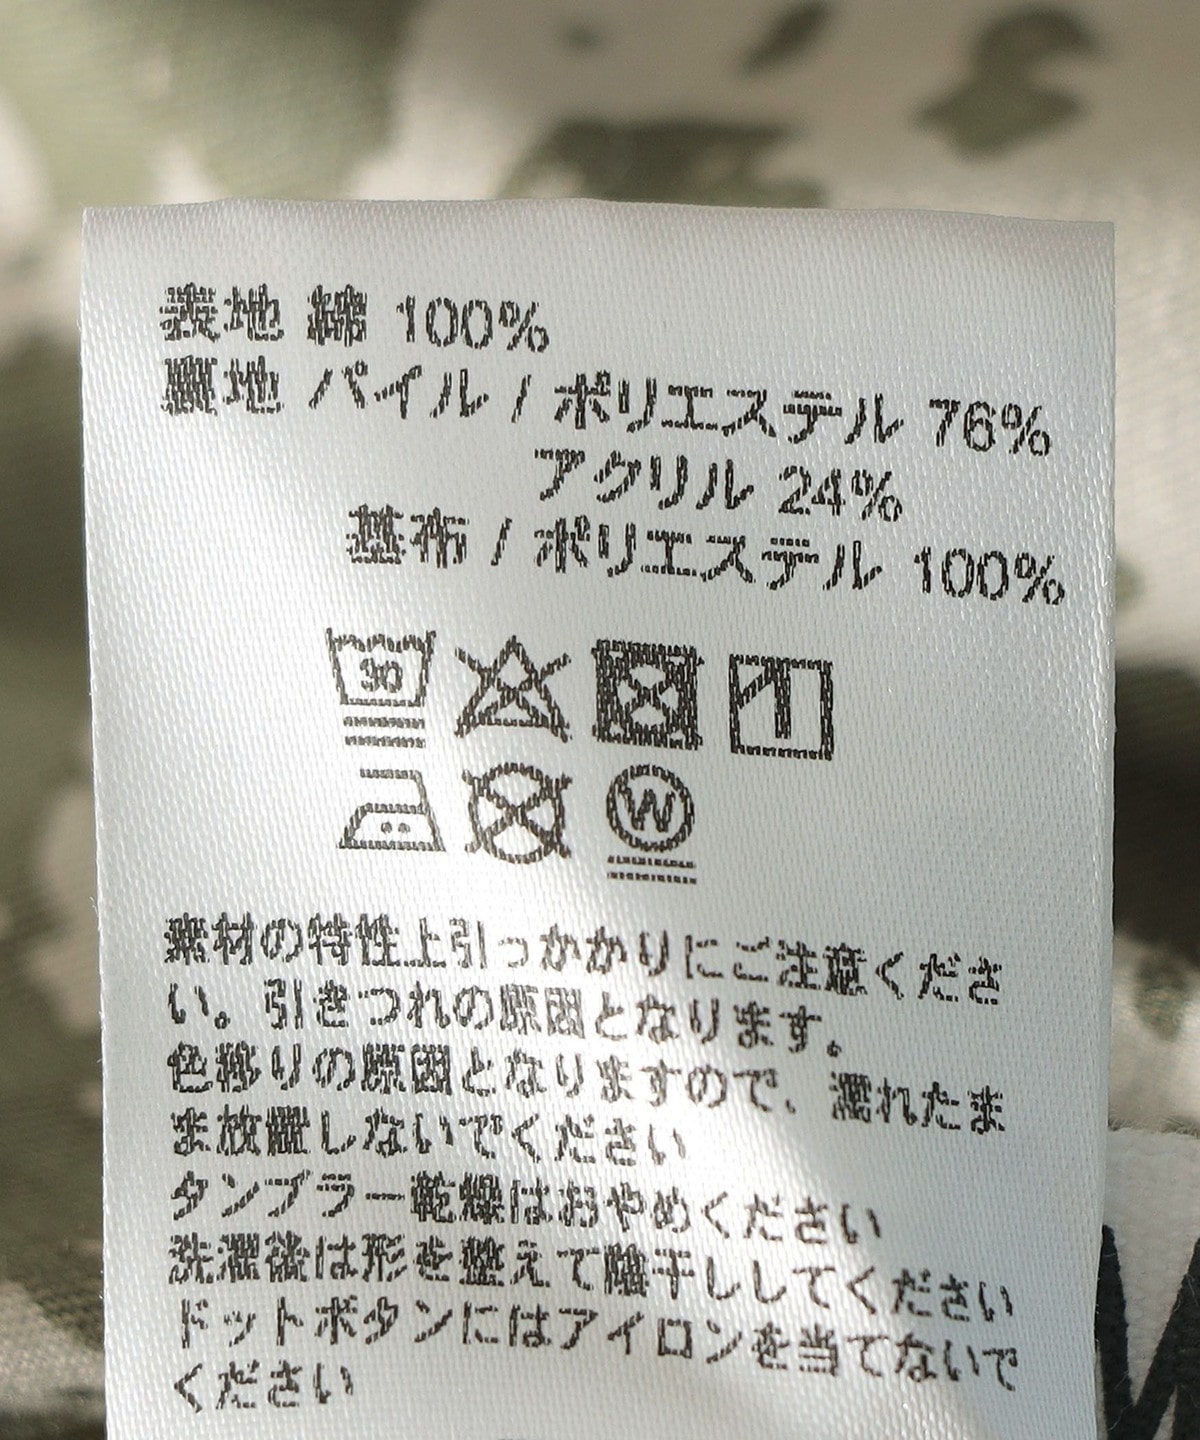 表地 綿 100%
裏地 パイル / ポリエステル 76%
アクリル 24%
基布 / ポリエステル 100%
30
W
素材の特性上引っかかりにご注意くださ
い。引きつれの原因となります。
色移りの原因となりますので、濡れたま
ま放置しないでください
タンブラー乾燥はおやめください
洗濯後は形を整えて陰干ししてください
ドットボタンにはアイロンを当てないで
ください